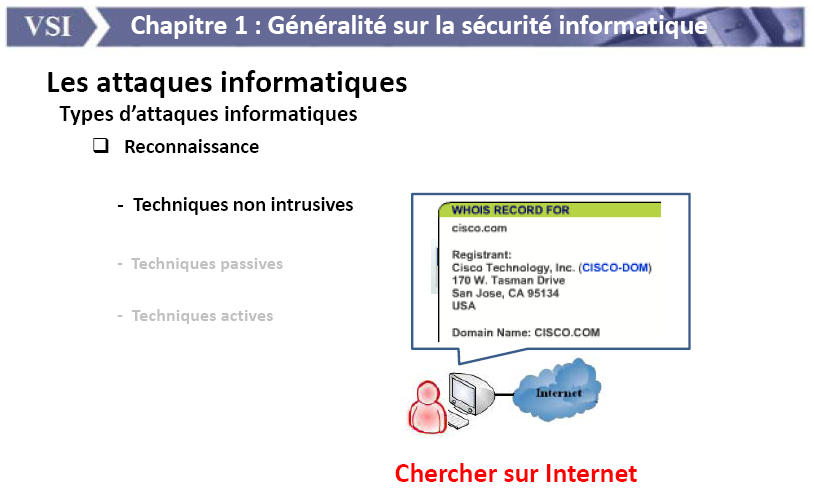 VSI
Chapitre 1 : Généralité sur la sécurité informatique
Les attaques informatiques
Types d’attaques informatiques
Reconnaissance
- Techniques non intrusives
- Techniques passives
- Techniques actives
WHOIS RECORD FOR
cisco.com
Registrant:
Cisco Technology, Inc. (CISCO-DOM)
170 W. Tasman Drive
San Jose, CA 95134
USA
Domain Name: CISCO.COM
Internet
Chercher sur Internet